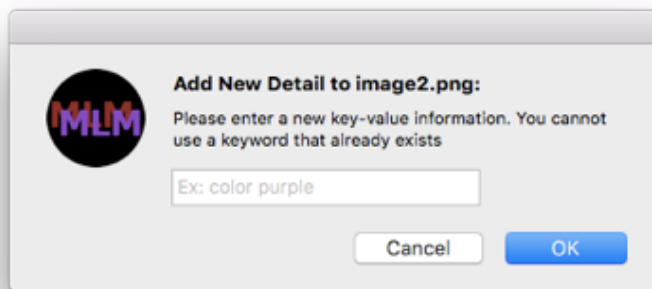 MLM
Add New Detail to image2.png:
Please enter a new key-value information. You cannot
use a keyword that already exists
Ex: color purple
Cancel
OK